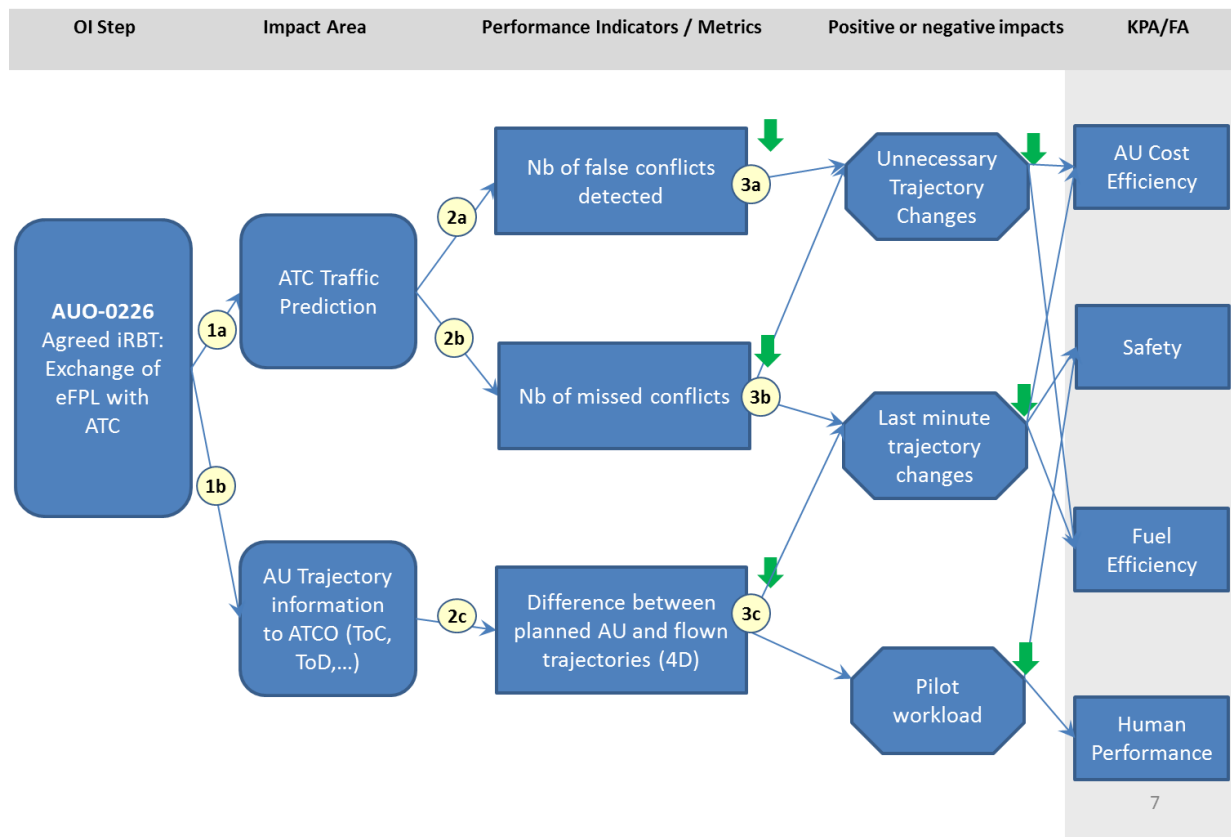 OI Step
Impact Area
Performance Indicators / Metrics
Positive or negative impacts
KPA/FA
AUO-0226
Agreed iRBT:
Exchange of
eFPL with
ATC
1a
1b
ATC Traffic
Prediction
AU Trajectory
information
to ATCO (ToC,
ToD,...)
2a
2b
2c
Nb of false conflicts
detected
Nb of missed conflicts
Difference between
planned AU and flown
trajectories (4D)
3a
3b
3c
Unnecessary
Trajectory
Changes
Last minute
trajectory
changes
Pilot
workload
AU Cost
Efficiency
Safety
Fuel
Efficiency
Human
Performance
7